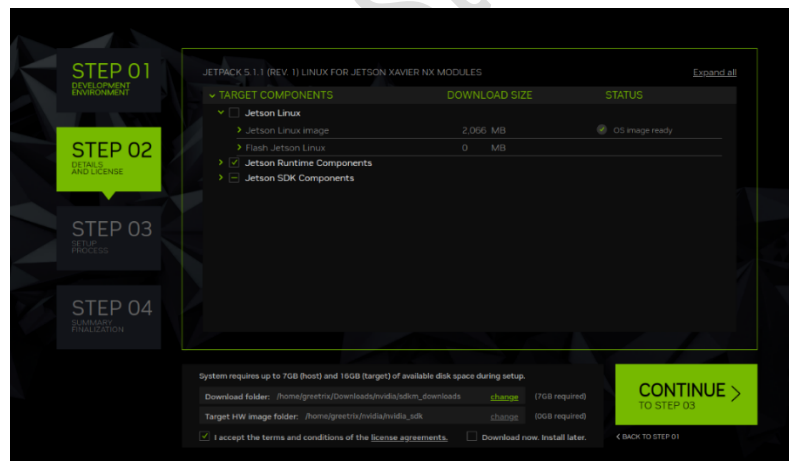 STEP 01
DEVELOPMENT
ENVIRONMENT
STEP 02
DETAILS
AND LICENSE
STEP 03
SETUP
PROCESS
STEP 04
SUMMARY
FINALIZATION
JETPACK 5.1.1 (REV. 1) LINUX FOR JETSON XAVIER NX MODULES
Expand all
TARGET COMPONENTS DOWNLOAD SIZE STATUS
Jetson Linux
Jetson Linux image 2,066 MB OS image ready
Flash Jetson Linux 0 MB
Jetson Runtime Components
Jetson SDK Components
System requires up to 7GB (host) and 16GB (target) of available disk space during setup.
Download folder: /home/greetrix/Downloads/nvidia/sdkm_downloads change (7GB required)
Target HW image folder: /home/greetrix/nvidia/nvidia_sdk change (0GB required)
I accept the terms and conditions of the license agreements. Download now. Install later.
CONTINUE >
TO STEP 03
< BACK TO STEP 01